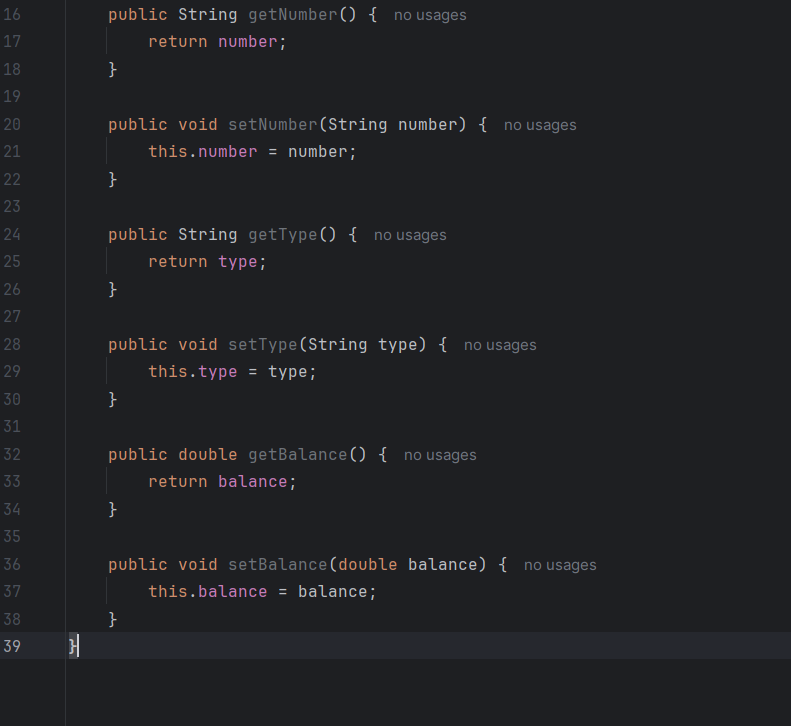 16 public String getNumber() { no usages
17 return number;
18 }
19
20 public void setNumber(String number) { no usages
21 this.number = number;
22 }
23
24 public String getType() { no usages
25 return type;
26 }
27
28 public void setType(String type) { no usages
29 this.type = type;
30 }
31
32 public double getBalance() { no usages
33 return balance;
34 }
35
36 public void setBalance(double balance) { no usages
37 this.balance = balance;
38 }
39 }